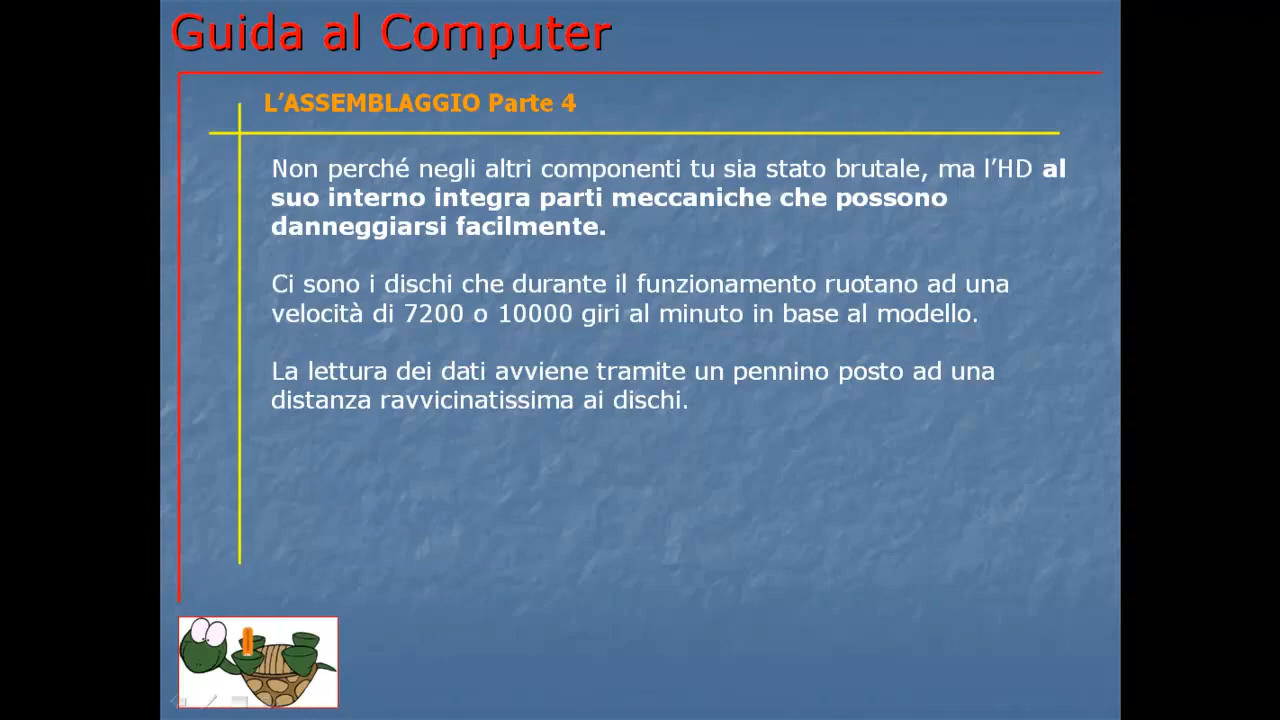 Guida al Computer
L’ASSEMBLAGGIO Parte 4
Non perché negli altri componenti tu sia stato brutale, ma l’HD al
suo interno integra parti meccaniche che possono
danneggiarsi facilmente.
Ci sono i dischi che durante il funzionamento ruotano ad una
velocità di 7200 o 10000 giri al minuto in base al modello.
La lettura dei dati avviene tramite un pennino posto ad una
distanza ravvicinatissima ai dischi.